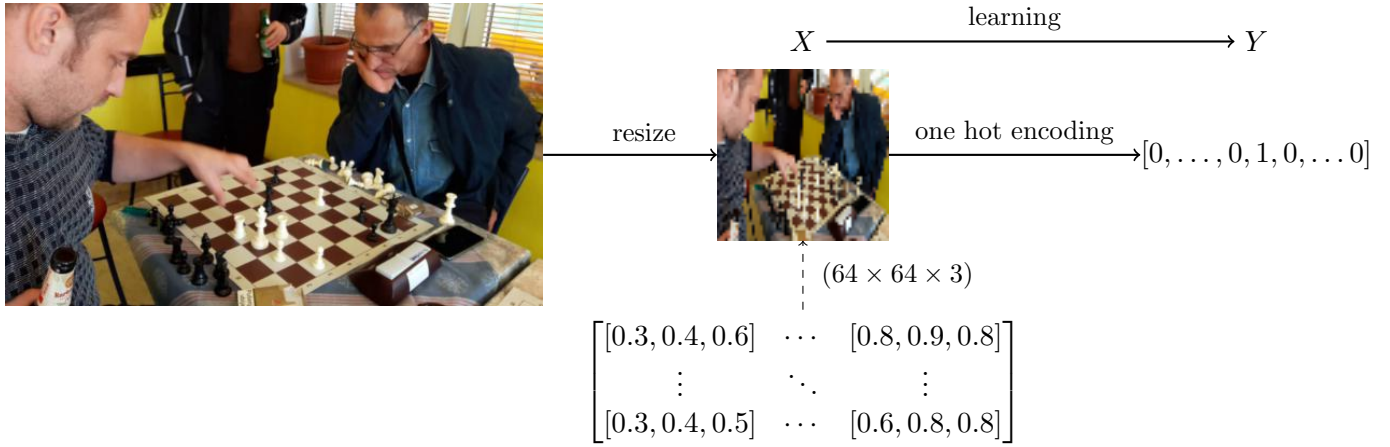 learning
X Y
resize
one hot encoding
[0, . . . , 0, 1, 0, . . . 0]
(64 × 64 × 3)
[0.3, 0.4, 0.6] ⋯ [0.8, 0.9, 0.8]
⋮ ⋱ ⋮
[0.3, 0.4, 0.5] ⋯ [0.6, 0.8, 0.8]